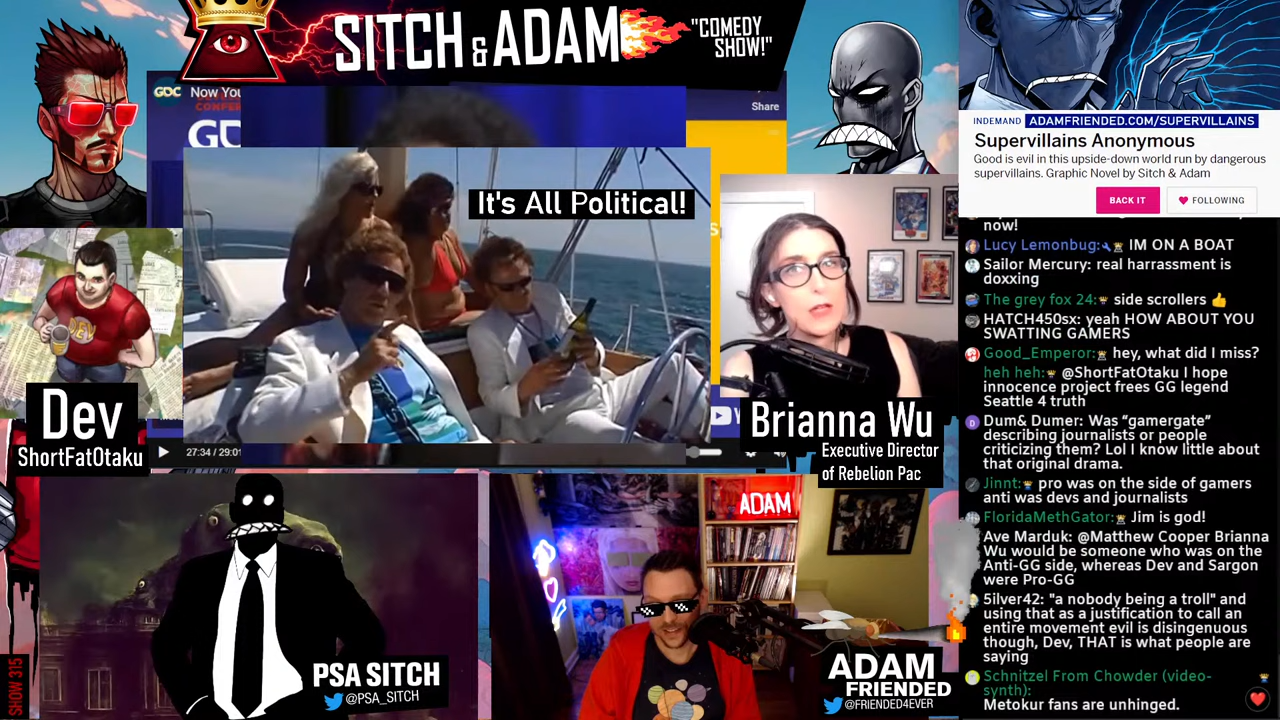 SITCH & ADAM
"COMEDY
SHOW!"
GDC
Now You
Share
CONFER
It's All Political!
INDEMAND
ADAMFRIENDED.COM/SUPERVILLAINS
Supervillains Anonymous
Good is evil in this upside-down world run by dangerous
supervillains. Graphic Novel by Sitch & Adam
BACK IT
FOLLOWING
now!
Lucy Lemonbug: IM ON A BOAT
Sailor Mercury: real harrassment is
doxxing
The grey fox 24: side scrollers
HATCH450sx: yeah HOW ABOUT YOU
SWATTING GAMERS
Good_Emperor: hey, what did I miss?
heh heh: @ShortFatOtaku I hope
innocence project frees GG legend
Seattle 4 truth
Dum& Dumer: Was “gamergate”
describing journalists or people
criticizing them? Lol I know little about
that original drama.
Jinnt: pro was on the side of gamers
anti was devs and journalists
FloridaMethGator: Jim is god!
Ave Marduk: @Matthew Cooper Brianna
Wu would be someone who was on the
Anti-GG side, whereas Dev and Sargon
were Pro-GG
Silver42: "a nobody being a troll" and
using that as a justification to call an
entire movement evil is disingenuous
though, Dev, THAT is what people are
saying
Schnitzel From Chowder (video-
synth):
Metokur fans are unhinged.
DEV
Dev
ShortFatOtaku
27:34 / 29:01
Brianna Wu
Executive Director
of Rebelion Pac
ADAM
PSA SITCH
@PSA_SITCH
ADAM
FRIENDED
@FRIENDED4EVER
SHOW 315